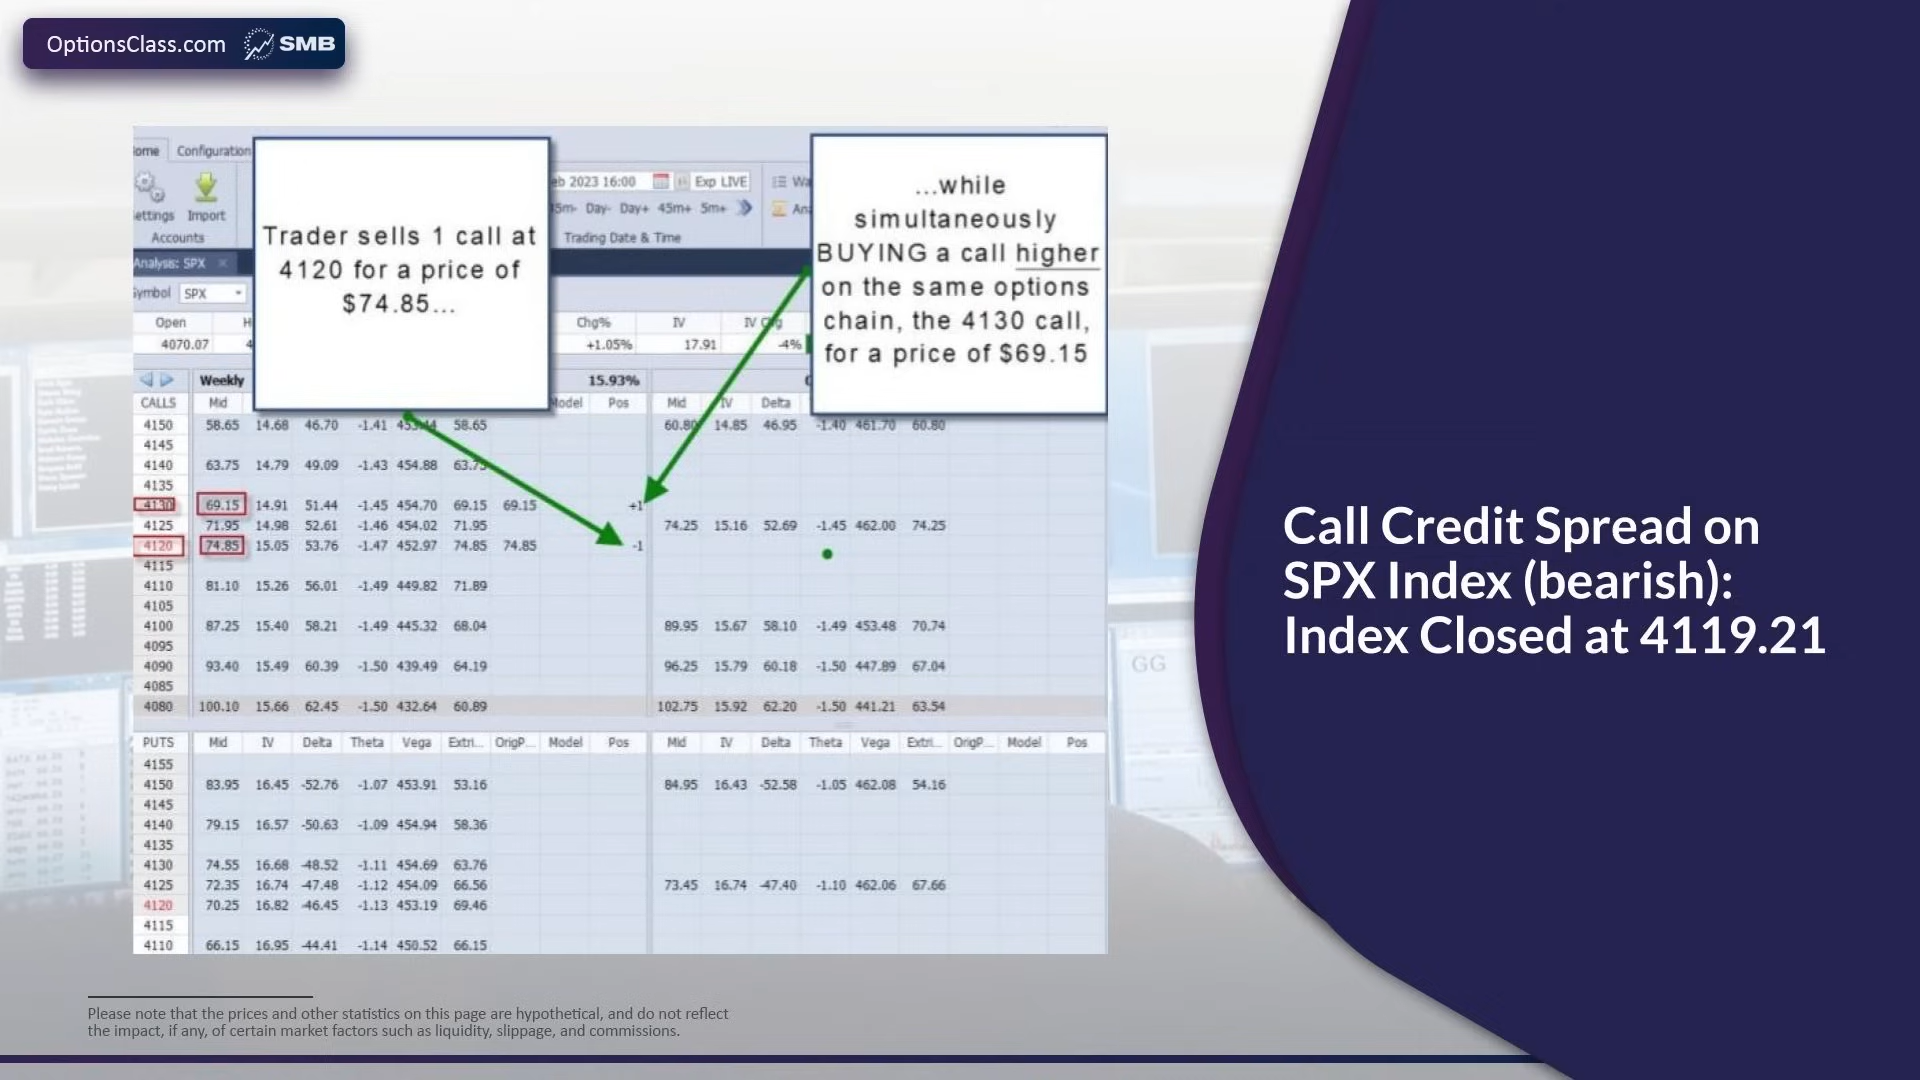 OptionsClass.com SMB
Trader sells 1 call at
4120 for a price of
$74.85...
...while
simultaneously
BUYING a call higher
on the same options
chain, the 4130 call,
for a price of $69.15
Configuration
eb 2023 16:00 Exp LIVE
ettings Import
Day- Day+ 45m+ 5m+
Accounts
Trading Date & Time
Analysis: SPX
SPX
Open Chg% IV IV Chg
4070.07 +1.05% 17.91 -4%
Weekly 15.93%
CALLS Mid Model Pos Mid IV Delta
4150 58.65 14.68 46.70 -1.41 453.44 58.65 60.80 14.85 46.95 -1.40 461.70 60.80
4145
4140 63.75 14.79 49.09 -1.43 454.88 63.75
4135
4130 69.15 14.91 51.44 -1.45 454.70 69.15 69.15 +1
4125 71.95 14.98 52.61 -1.46 454.02 71.95 74.25 15.16 52.69 -1.45 462.00 74.25
4120 74.85 15.05 53.76 -1.47 452.97 74.85 74.85 -1
4115
4110 81.10 15.26 56.01 -1.49 449.82 71.89
4105
4100 87.25 15.40 58.21 -1.49 445.32 68.04 89.95 15.67 58.10 -1.49 453.48 70.74
4095
4090 93.40 15.49 60.39 -1.50 439.49 64.19 96.25 15.79 60.18 -1.50 447.89 67.04
4085
4080 100.10 15.66 62.45 -1.50 432.64 60.89 102.75 15.92 62.20 -1.50 441.21 63.54
PUTS Mid IV Delta Theta Vega Extri... OrigP... Model Pos Mid IV Delta Theta Vega Extri... OrigP... Model Pos
4155
4150 83.95 16.45 -52.76 -1.07 453.91 53.16 84.95 16.43 -52.58 -1.05 462.08 54.16
4145
4140 79.15 16.57 -50.63 -1.09 454.94 58.36
4135
4130 74.55 16.68 -48.52 -1.11 454.69 63.76
4125 72.35 16.74 -47.48 -1.12 454.09 66.56 73.45 16.74 -47.40 -1.10 462.06 67.66
4120 70.25 16.82 -46.45 -1.13 453.19 69.46
4115
4110 66.15 16.95 -44.41 -1.14 450.52 66.15
Call Credit Spread on
SPX Index (bearish):
Index Closed at 4119.21
Please note that the prices and other statistics on this page are hypothetical, and do not reflect
the impact, if any, of certain market factors such as liquidity, slippage, and commissions.